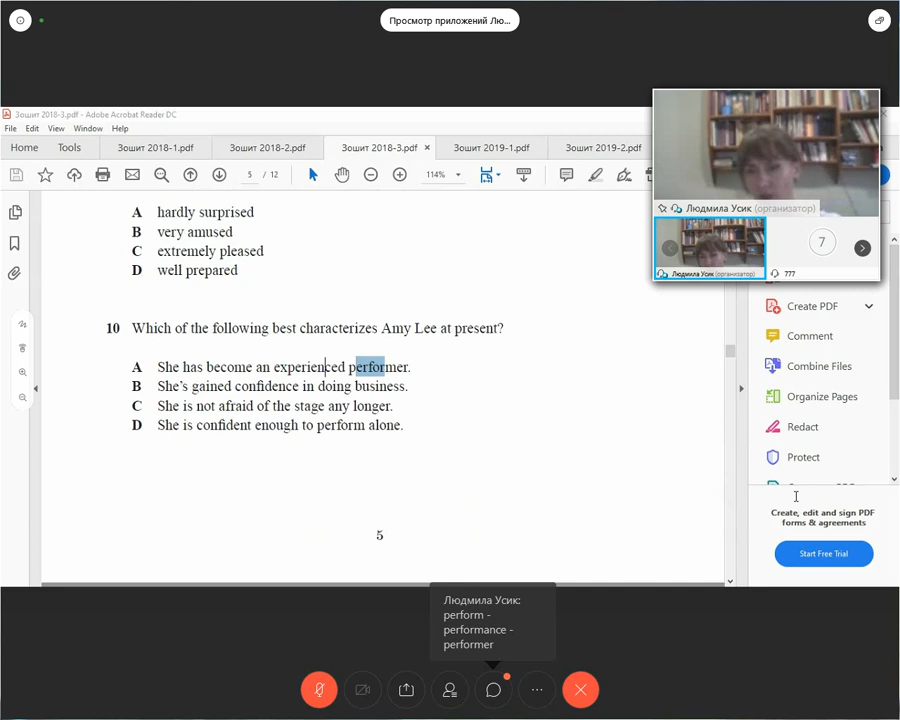 Просмотр приложений Лю...
Зошит 2018-3.pdf - Adobe Acrobat Reader DC
File Edit View Window Help
Home Tools Зошит 2018-1.pdf Зошит 2018-2.pdf Зошит 2018-3.pdf × Зошит 2019-1.pdf Зошит 2019-2.pdf
5 / 12 114%
A hardly surprised
B very amused
C extremely pleased
D well prepared
10 Which of the following best characterizes Amy Lee at present?
A She has become an experienced performer.
B She's gained confidence in doing business.
C She is not afraid of the stage any longer.
D She is confident enough to perform alone.
5
Людмила Усик (организатор)
Людмила Усик (организатор)
7
777
Create PDF
Comment
Combine Files
Organize Pages
Redact
Protect
Create, edit and sign PDF
forms & agreements
Start Free Trial
Людмила Усик:
perform -
performance -
performer